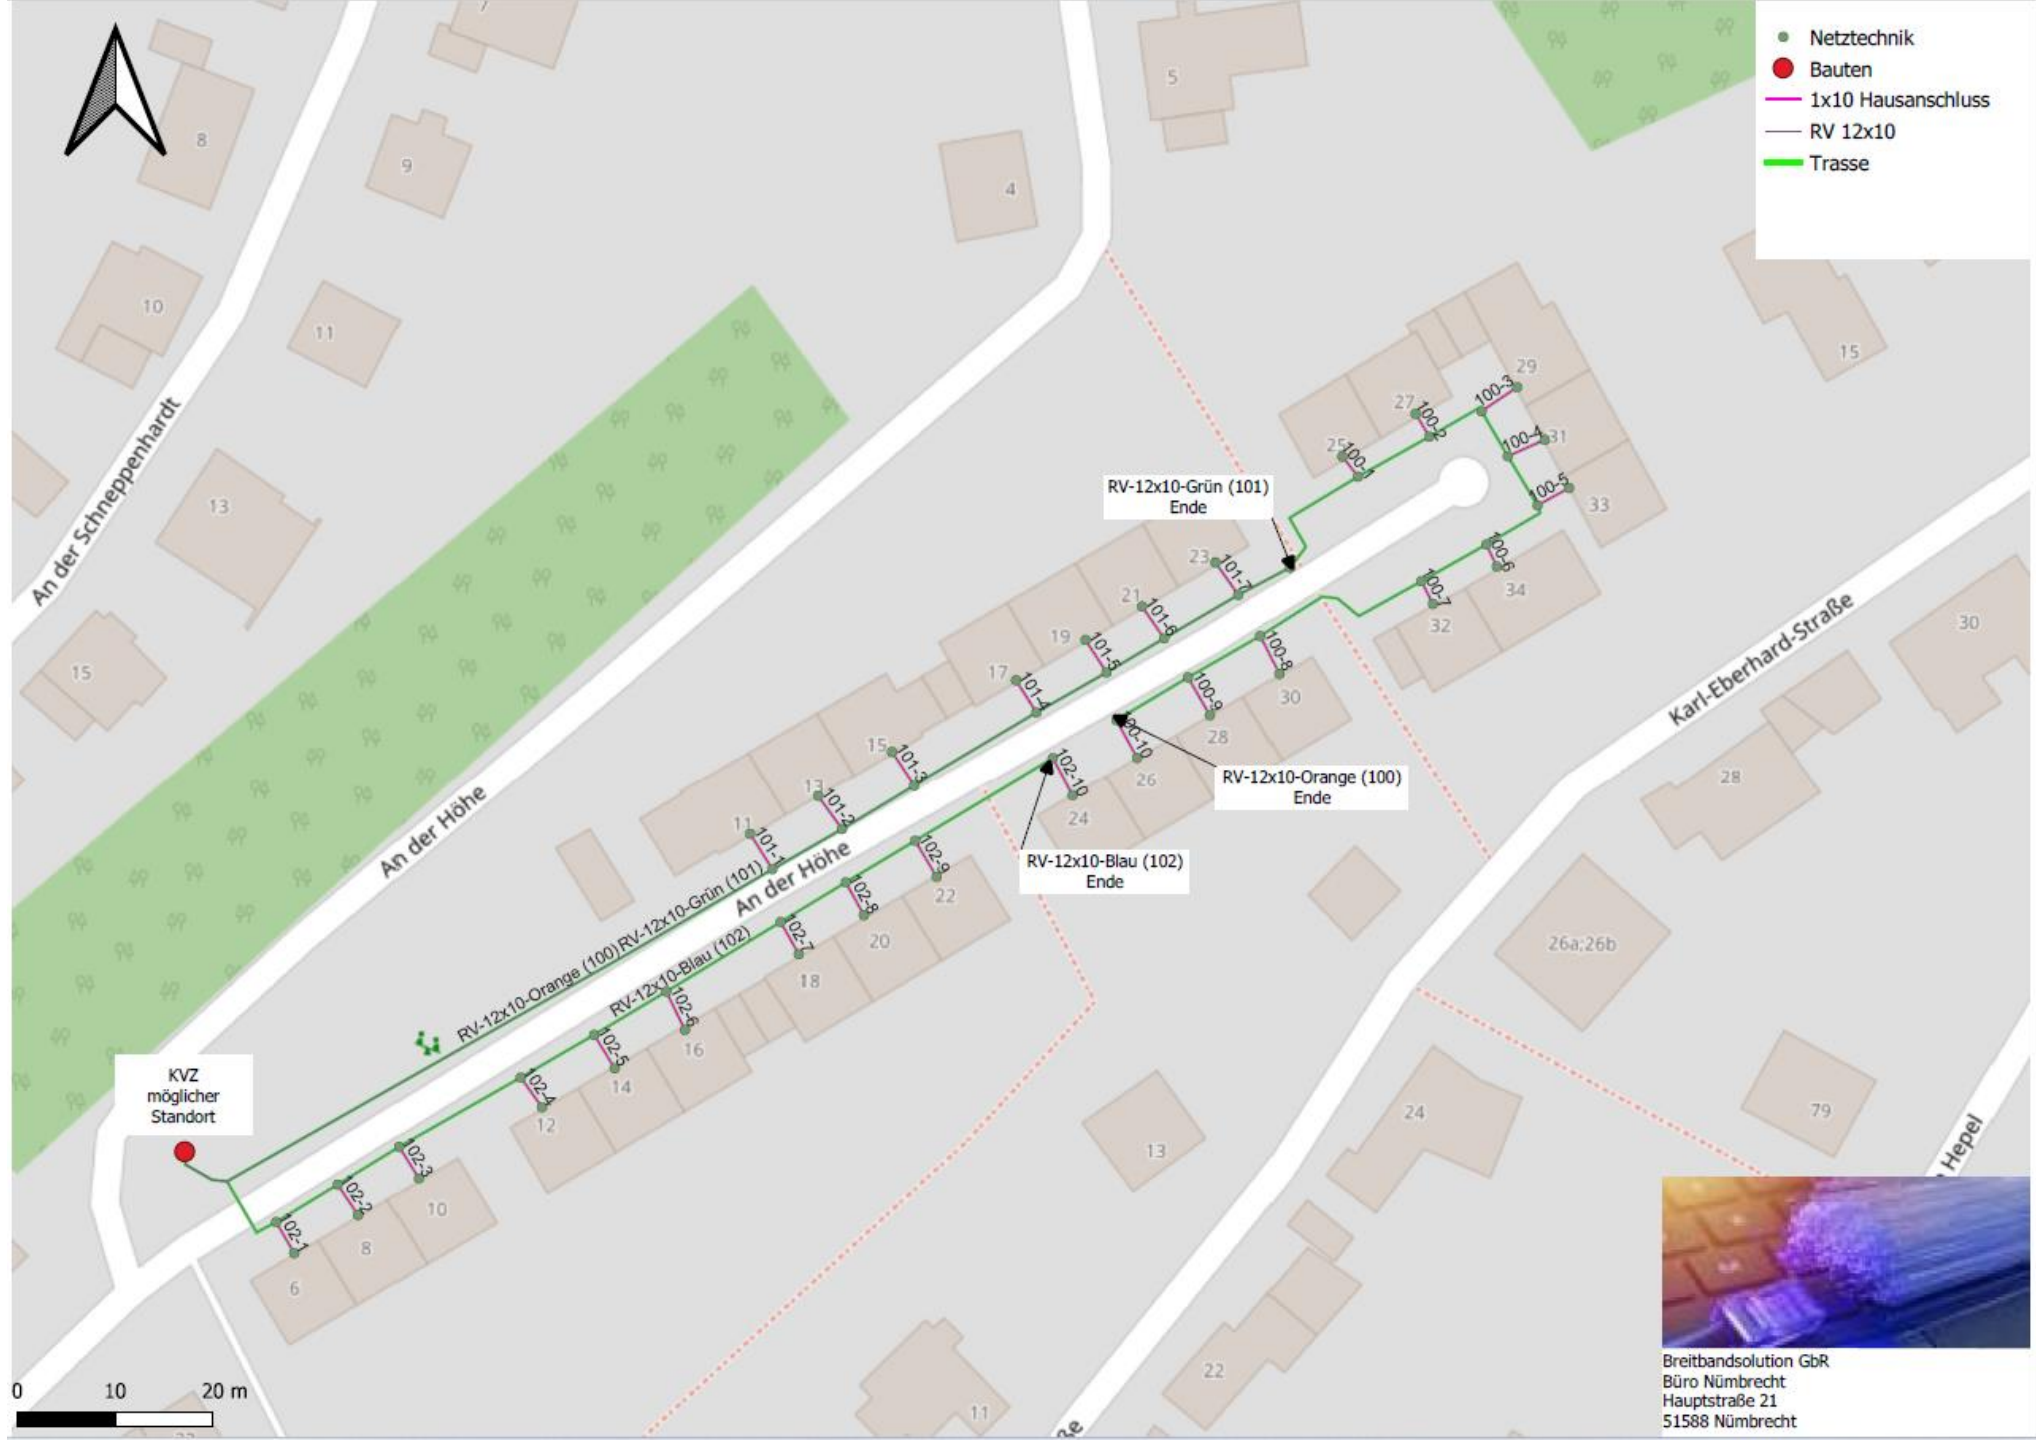 Netztechnik
Bauten
1x10 Hausanschluss
RV 12x10
Trasse
7
5
8
9
4
10
11
15
29
27
100-3
100-2
An der Schneppenhardt
25
100-4
31
100-1
13
RV-12x10-Grün (101)
Ende
100-5
33
23
101-7
100-6
34
21
101-6
100-7
32
Karl-Eberhard-Straße
30
19
101-5
100-8
15
17
101-4
100-9
30
28
15
101-3
100-10
28
26
RV-12x10-Orange (100)
Ende
13
101-2
102-10
24
An der Höhe
11
101-1
RV-12x10-Blau (102)
Ende
An der Höhe
102-9
22
102-8
RV-12x10-Orange (100)
RV-12x10-Grün (101)
RV-12x10-Blau (102)
102-7
20
26a;26b
18
102-6
16
102-5
14
KVZ
möglicher
Standort
102-4
12
24
79
13
Hepel
102-3
10
102-2
8
102-1
6
22
11
0 10 20 m
Breitbandsolution GbR
Büro Nümbrecht
Hauptstraße 21
51588 Nümbrecht